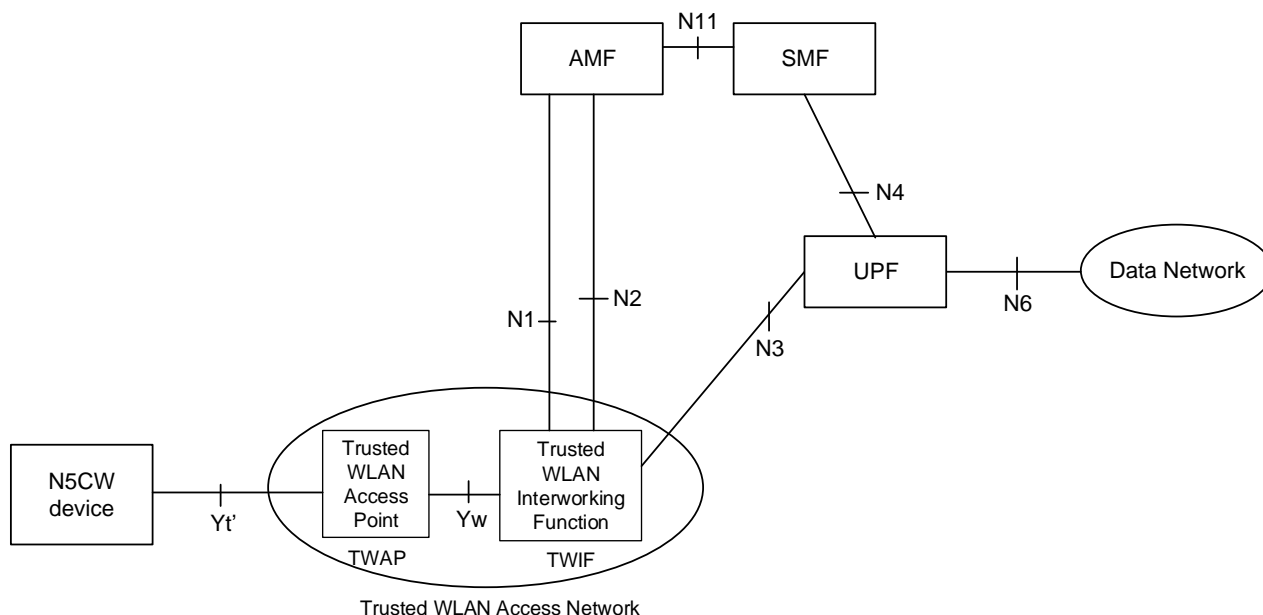 N11
AMF
SMF
N4
UPF
Data Network
N6
N2
N1
N3
Trusted
WLAN
Access
Point
Trusted
WLAN
Interworking
Function
N5CW
device
Yt’
Yw
TWAP
TWIF
Trusted WLAN Access Network